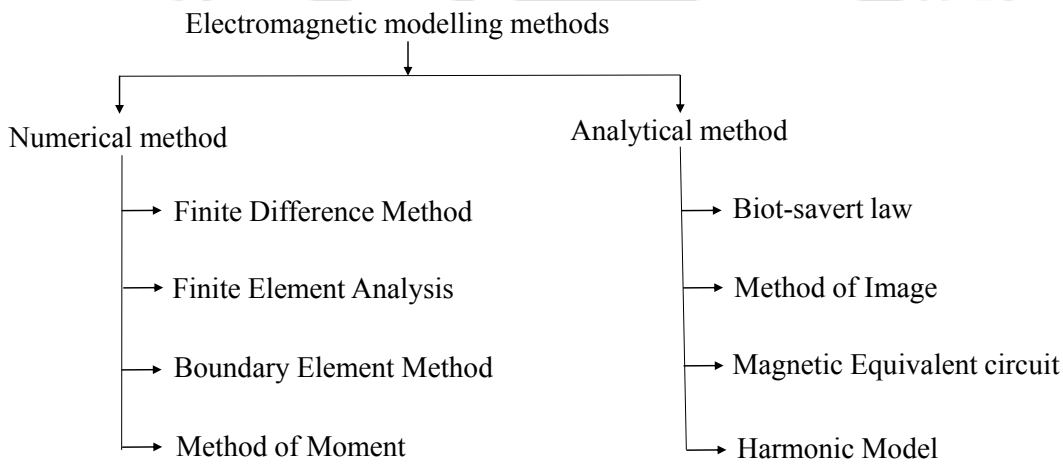 Electromagnetic modelling methods
Numerical method
Finite Difference Method
Finite Element Analysis
Boundary Element Method
Method of Moment
Analytical method
Biot-savert law
Method of Image
Magnetic Equivalent circuit
Harmonic Model